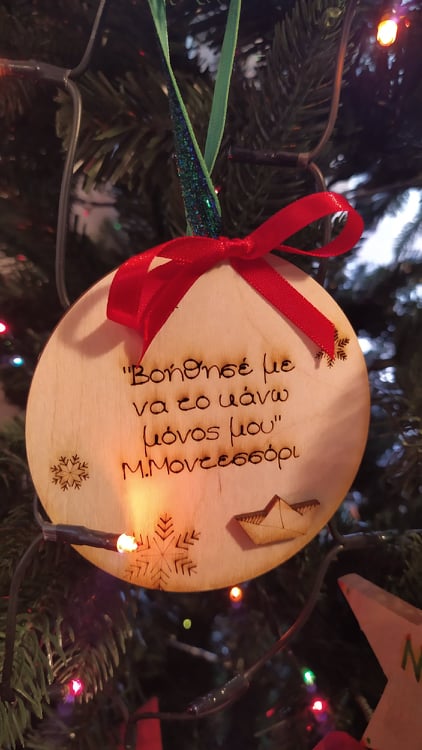 "Βοήθησέ με
να το κάνω
μόνος μου"
Μ.Μοντεσσόρι
N